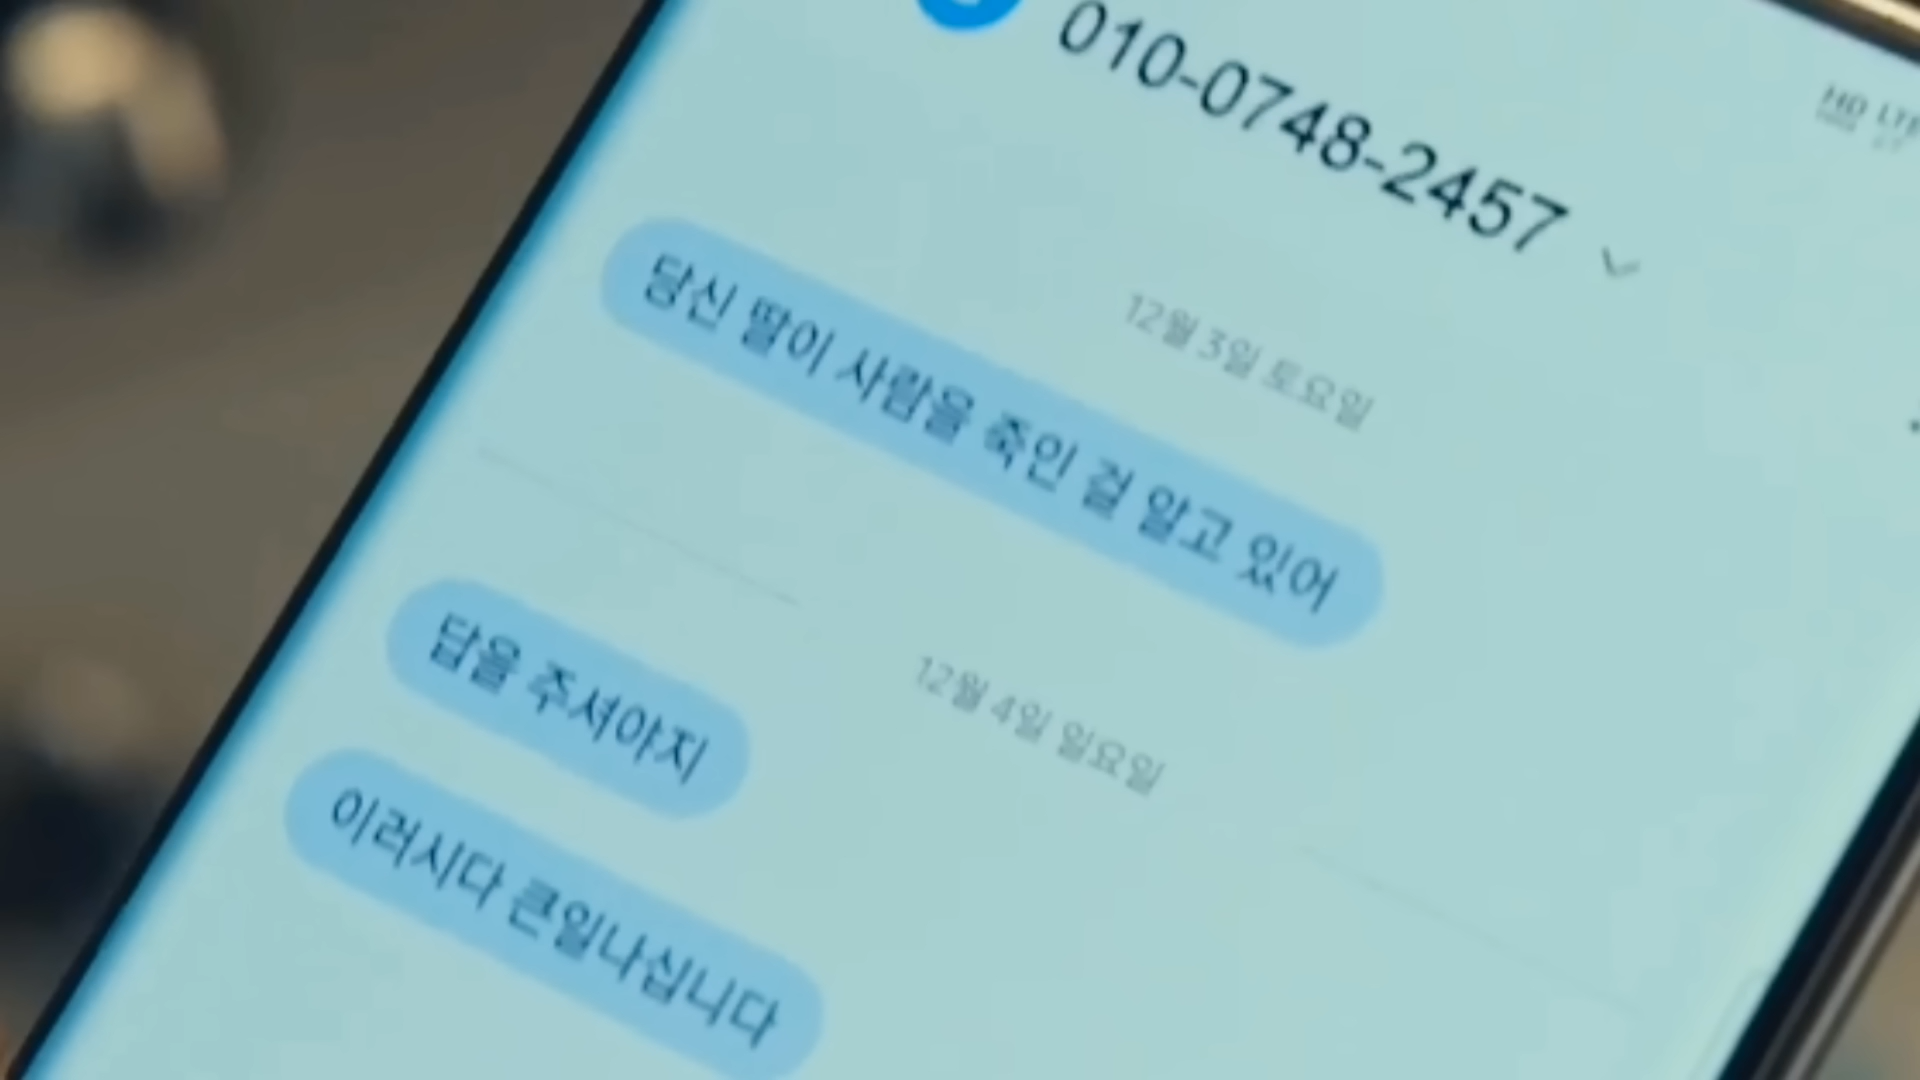 010-0748-2457
HD LTE
12월 3일 토요일
당신 딸이 사람을 죽인 걸 알고 있어
12월 4일 일요일
답을 주셔야지
이러시다 큰일나십니다